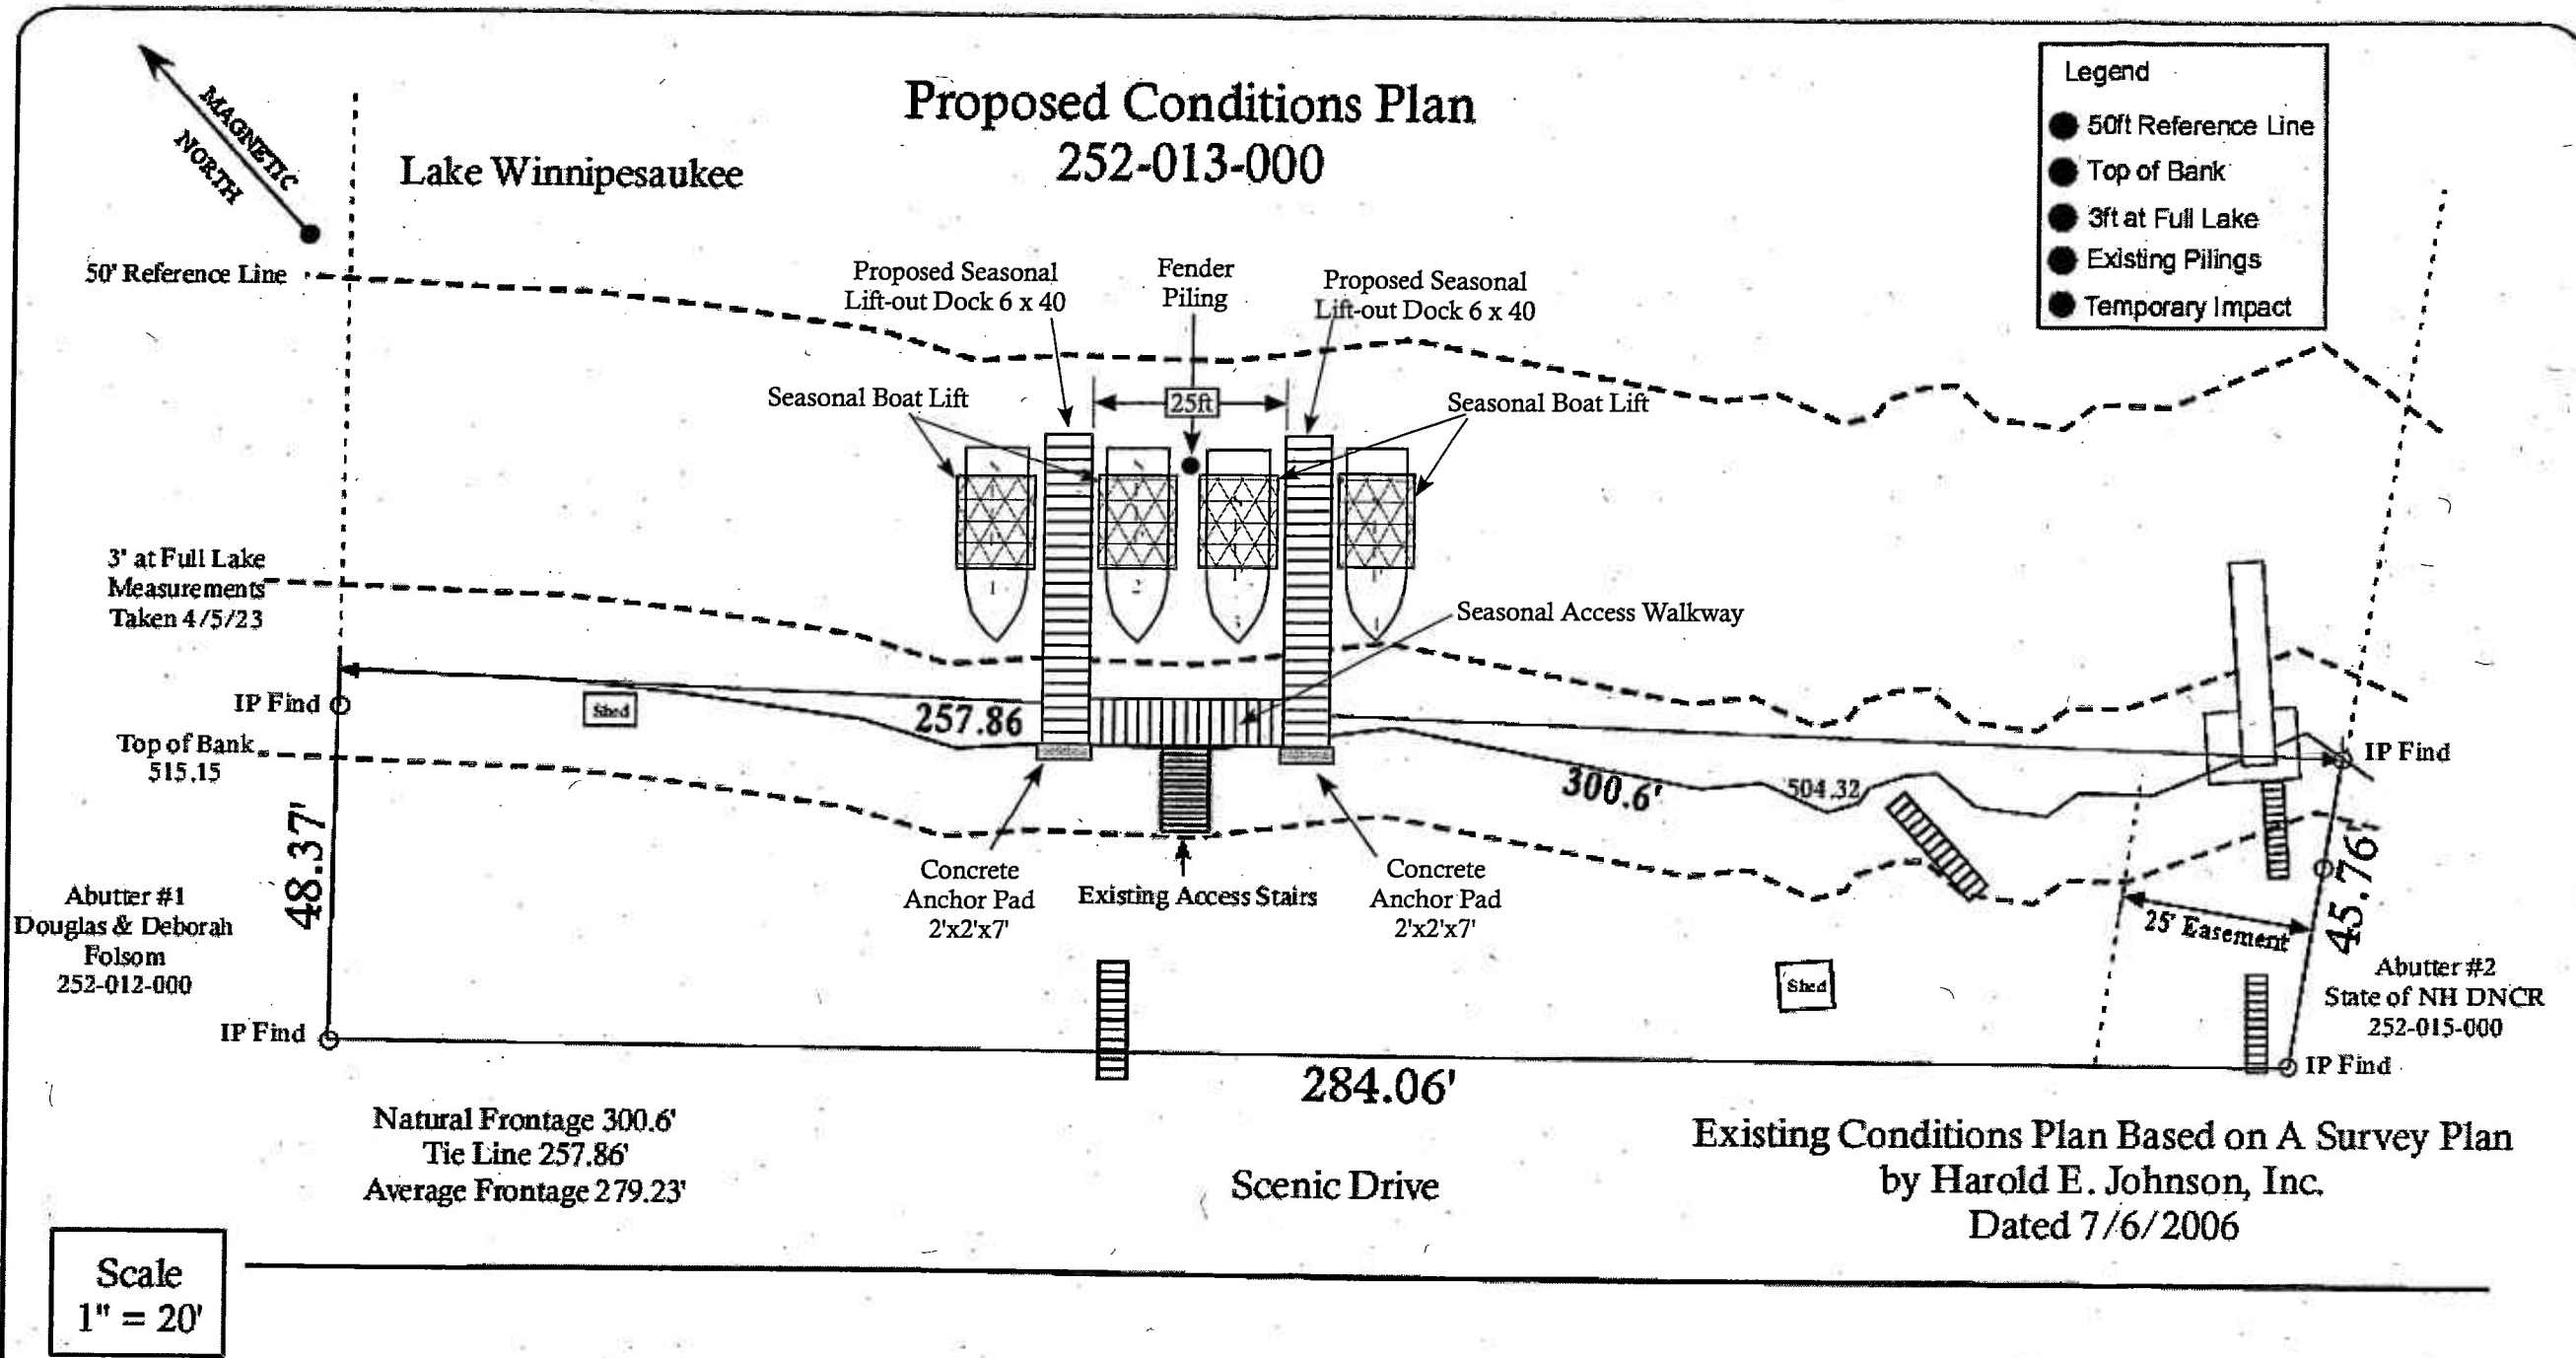 Proposed Conditions Plan
252-013-000
Legend
50ft Reference Line
Top of Bank
3ft at Full Lake
Existing Pilings
Temporary Impact
MAGNETIC
NORTH
Lake Winnipesaukee
50' Reference Line
Proposed Seasonal
Lift-out Dock 6 x 40
Fender
Piling
Proposed Seasonal
Lift-out Dock 6 x 40
Seasonal Boat Lift
25ft
Seasonal Boat Lift
3' at Full Lake
Measurements
Taken 4/5/23
1
2
Seasonal Access Walkway
IP Find
Shed
257.86
Top of Bank
515.15
IP Find
300.6'
504.32
48.37'
Concrete
Anchor Pad
2'x2'x7'
Existing Access Stairs
Concrete
Anchor Pad
2'x2'x7'
45.76'
25' Easement
Abutter #1
Douglas & Deborah
Folsom
252-012-000
Shed
Abutter #2
State of NH DNCR
252-015-000
IP Find
IP Find
284.06'
Natural Frontage 300.6'
Tie Line 257.86'
Average Frontage 279.23'
Scenic Drive
Existing Conditions Plan Based on A Survey Plan
by Harold E. Johnson, Inc.
Dated 7/6/2006
Scale
1" = 20'